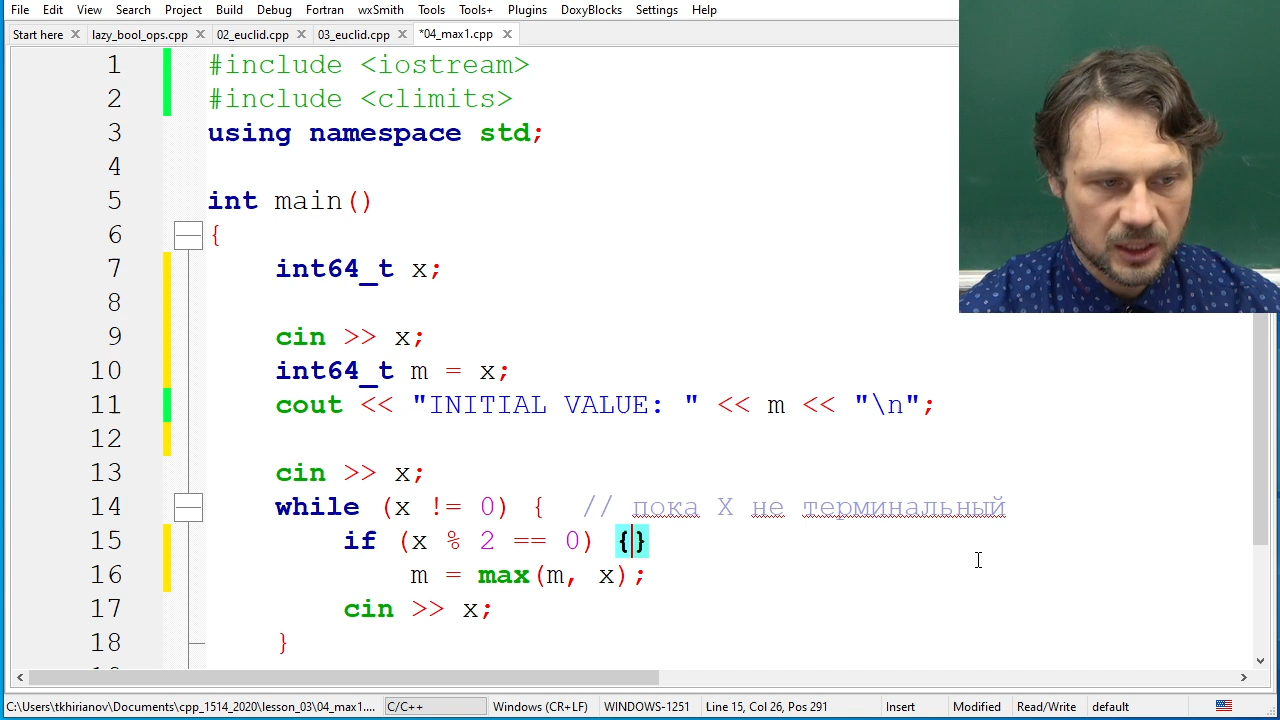 File Edit View Search Project Build Debug Fortran wxSmith Tools Tools+ Plugins DoxyBlocks Settings Help
Start here lazy_bool_ops.cpp 02_euclid.cpp 03_euclid.cpp *04_max1.cpp
1 #include <iostream>
2 #include <climits>
3 using namespace std;
4
5 int main()
6 {
7 int64_t x;
8
9 cin >> x;
10 int64_t m = x;
11 cout << "INITIAL VALUE: " << m << "\n";
12
13 cin >> x;
14 while (x != 0) { // пока X не терминальный
15 if (x % 2 == 0) {}
16 m = max(m, x);
17 cin >> x;
18 }
C:\Users\tkhirianov\Documents\cpp_1514_2020\lesson_03\04_max1.... C/C++ Windows (CR+LF) WINDOWS-1251 Line 15, Col 26, Pos 291 Insert Modified Read/Write default